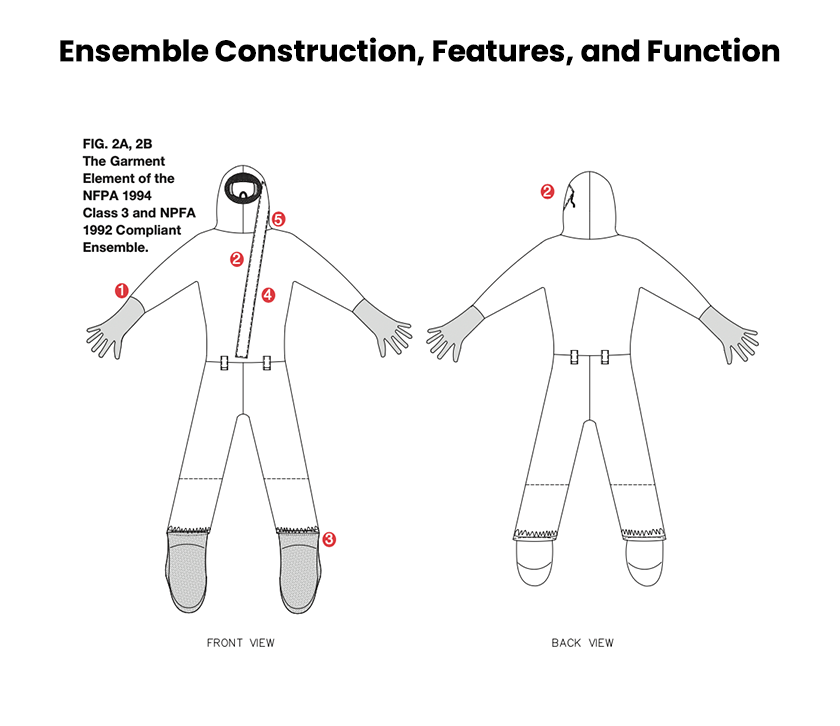 Ensemble Construction, Features, and Function
FIG. 2A, 2B
The Garment
Element of the
NFPA 1994
Class 3 and NPFA
1992 Compliant
Ensemble.
2
5
2
1
4
3
FRONT VIEW
BACK VIEW